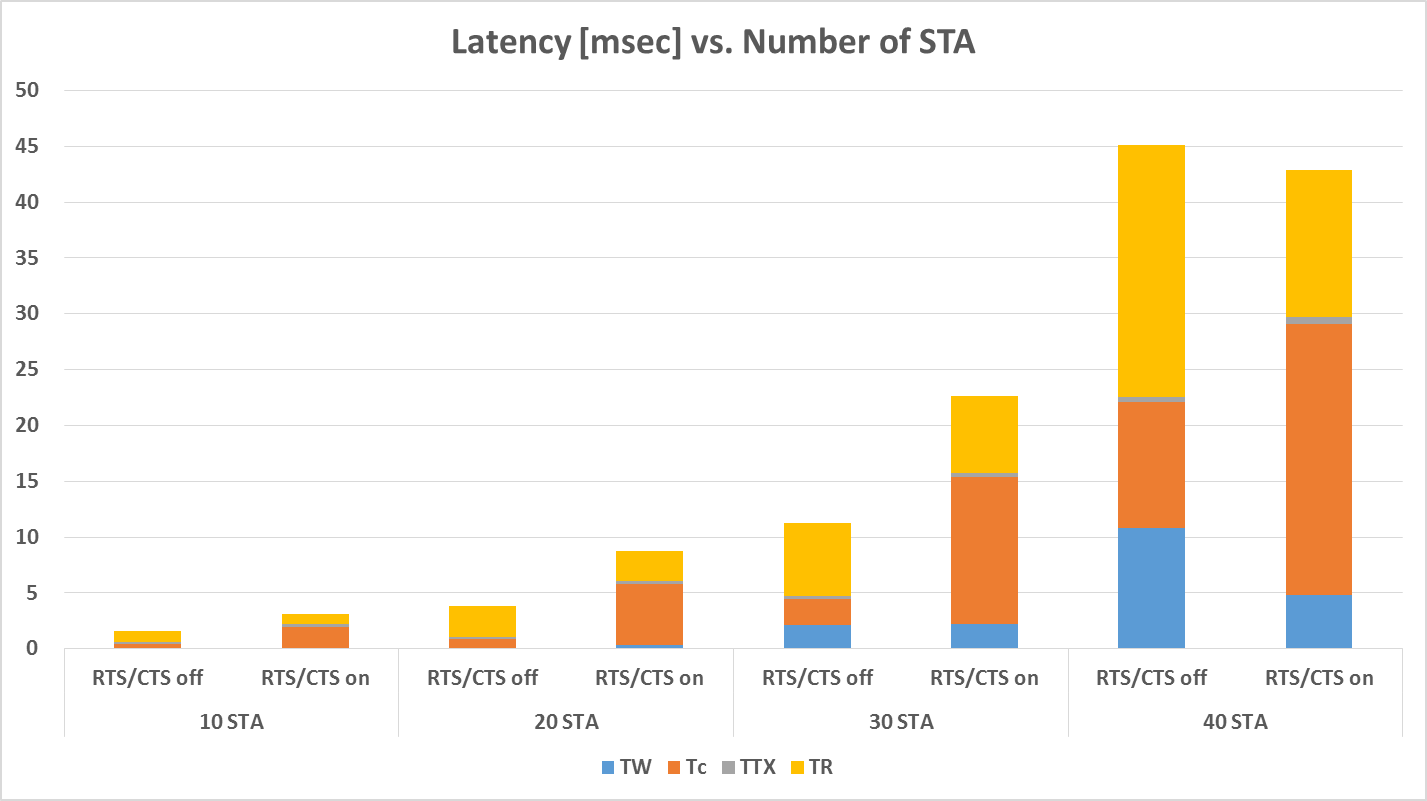 Latency [msec] vs. Number of STA
50
45
40
35
30
25
20
15
10
5
0
RTS/CTS off RTS/CTS on RTS/CTS off RTS/CTS on RTS/CTS off RTS/CTS on RTS/CTS off RTS/CTS on
10 STA 20 STA 30 STA 40 STA
TW Tc TTX TR